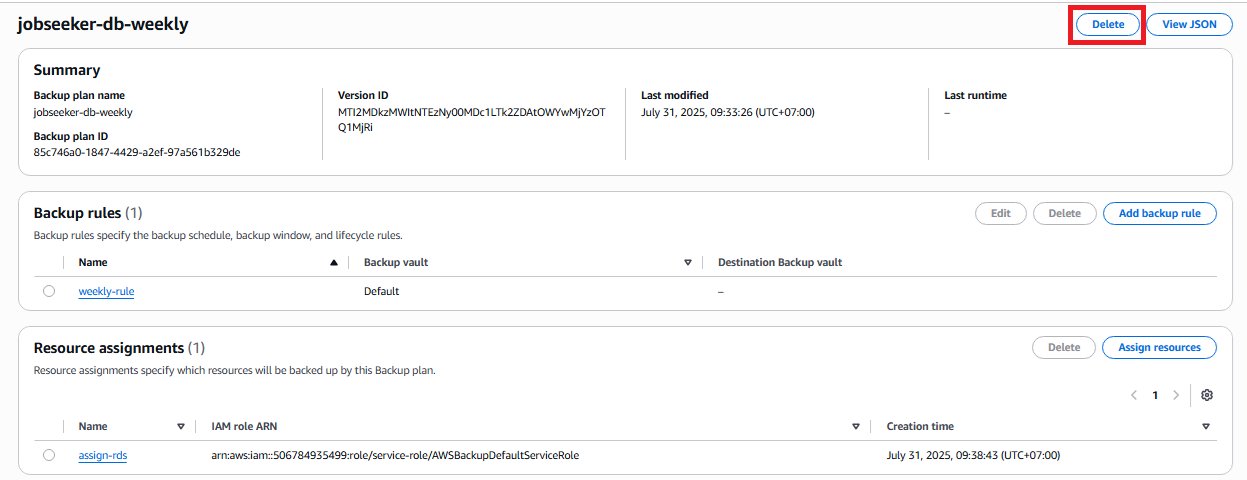 jobseeker-db-weekly
Delete
View JSON
Summary
Backup plan name
jobseeker-db-weekly
Backup plan ID
85c746a0-1847-4429-a2ef-97a561b329de
Version ID
MTI2MDkzMWItNTEzNy00MDc1LTk2ZDAtOWYwMjYzOT
Q1MjRi
Last modified
July 31, 2025, 09:33:26 (UTC+07:00)
Last runtime
–
Backup rules (1)
Edit
Delete
Add backup rule
Backup rules specify the backup schedule, backup window, and lifecycle rules.
Name
Backup vault
Destination Backup vault
weekly-rule
Default
–
Resource assignments (1)
Delete
Assign resources
Resource assignments specify which resources will be backed up by this Backup plan.
1
Name
IAM role ARN
Creation time
assign-rds
arn:aws:iam::506784935499:role/service-role/AWSBackupDefaultServiceRole
July 31, 2025, 09:38:43 (UTC+07:00)